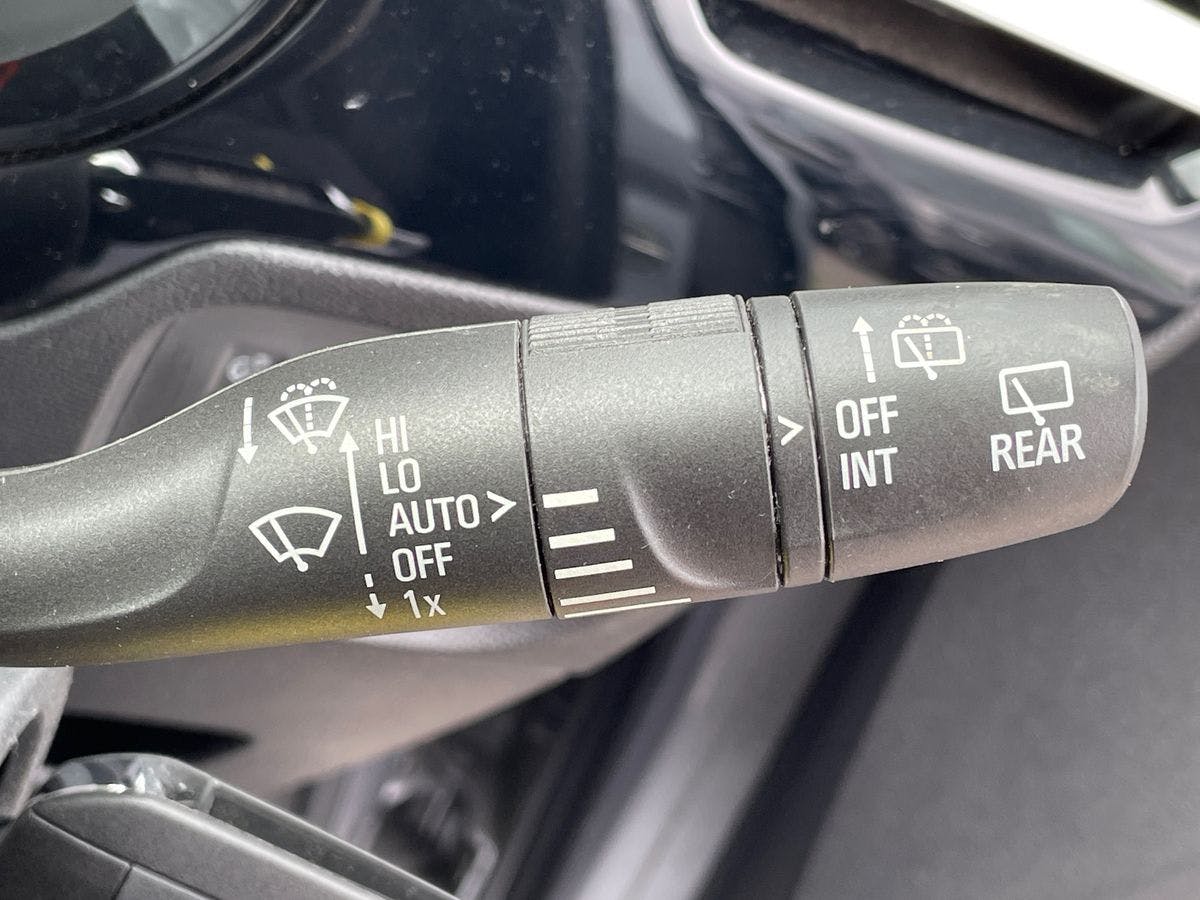 HI
LO
AUTO >
OFF
1x
>
OFF
INT
REAR